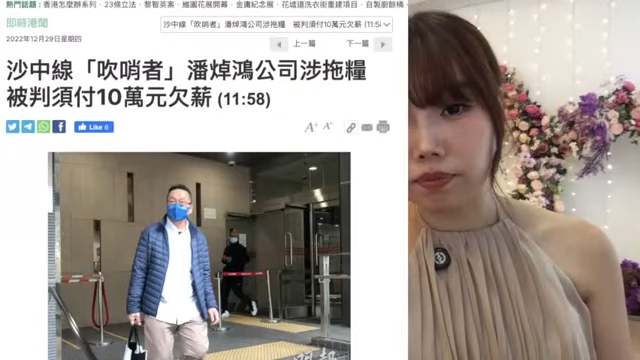 熱門話題: 香港怎麼辦系列‧23條立法‧黎智英案‧維園花展開幕‧金庸紀念展‧花墟道洗衣街重建項目‧自製廚餘桶
即時港聞
2022年12月29日星期四
沙中線「吹哨者」潘焯鴻公司涉拖糧 被判須付10萬元欠薪 (11:58)
上一篇
下一篇
沙中線「吹哨者」潘焯鴻公司涉拖糧
被判須付10萬元欠薪 (11:58)
Like 6
A+ A-